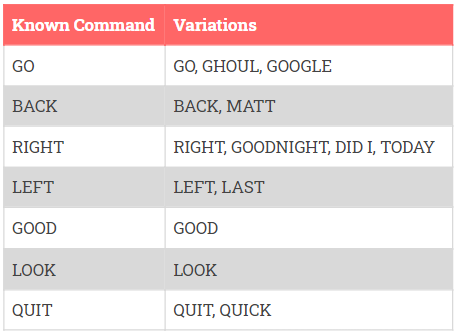 Known Command Variations
GO GO, GHOUL, GOOGLE
BACK BACK, MATT
RIGHT RIGHT, GOODNIGHT, DID I, TODAY
LEFT LEFT, LAST
GOOD GOOD
LOOK LOOK
QUIT QUIT, QUICK